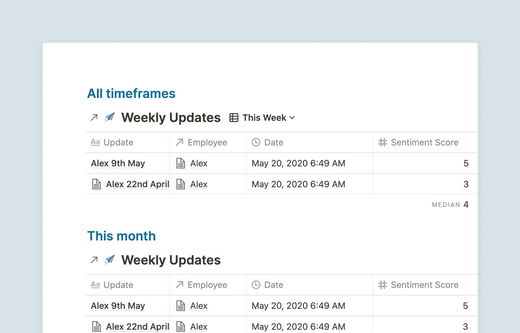 All timeframes
Weekly Updates This Week
Aa Update Employee Date Sentiment Score
Alex 9th May Alex May 20, 2020 6:49 AM 5
Alex 22nd April Alex May 20, 2020 6:49 AM 3
MEDIAN 4
This month
Weekly Updates
Aa Update Employee Date Sentiment Score
Alex 9th May Alex May 20, 2020 6:49 AM 5
Alex 22nd April Alex May 20, 2020 6:49 AM 3